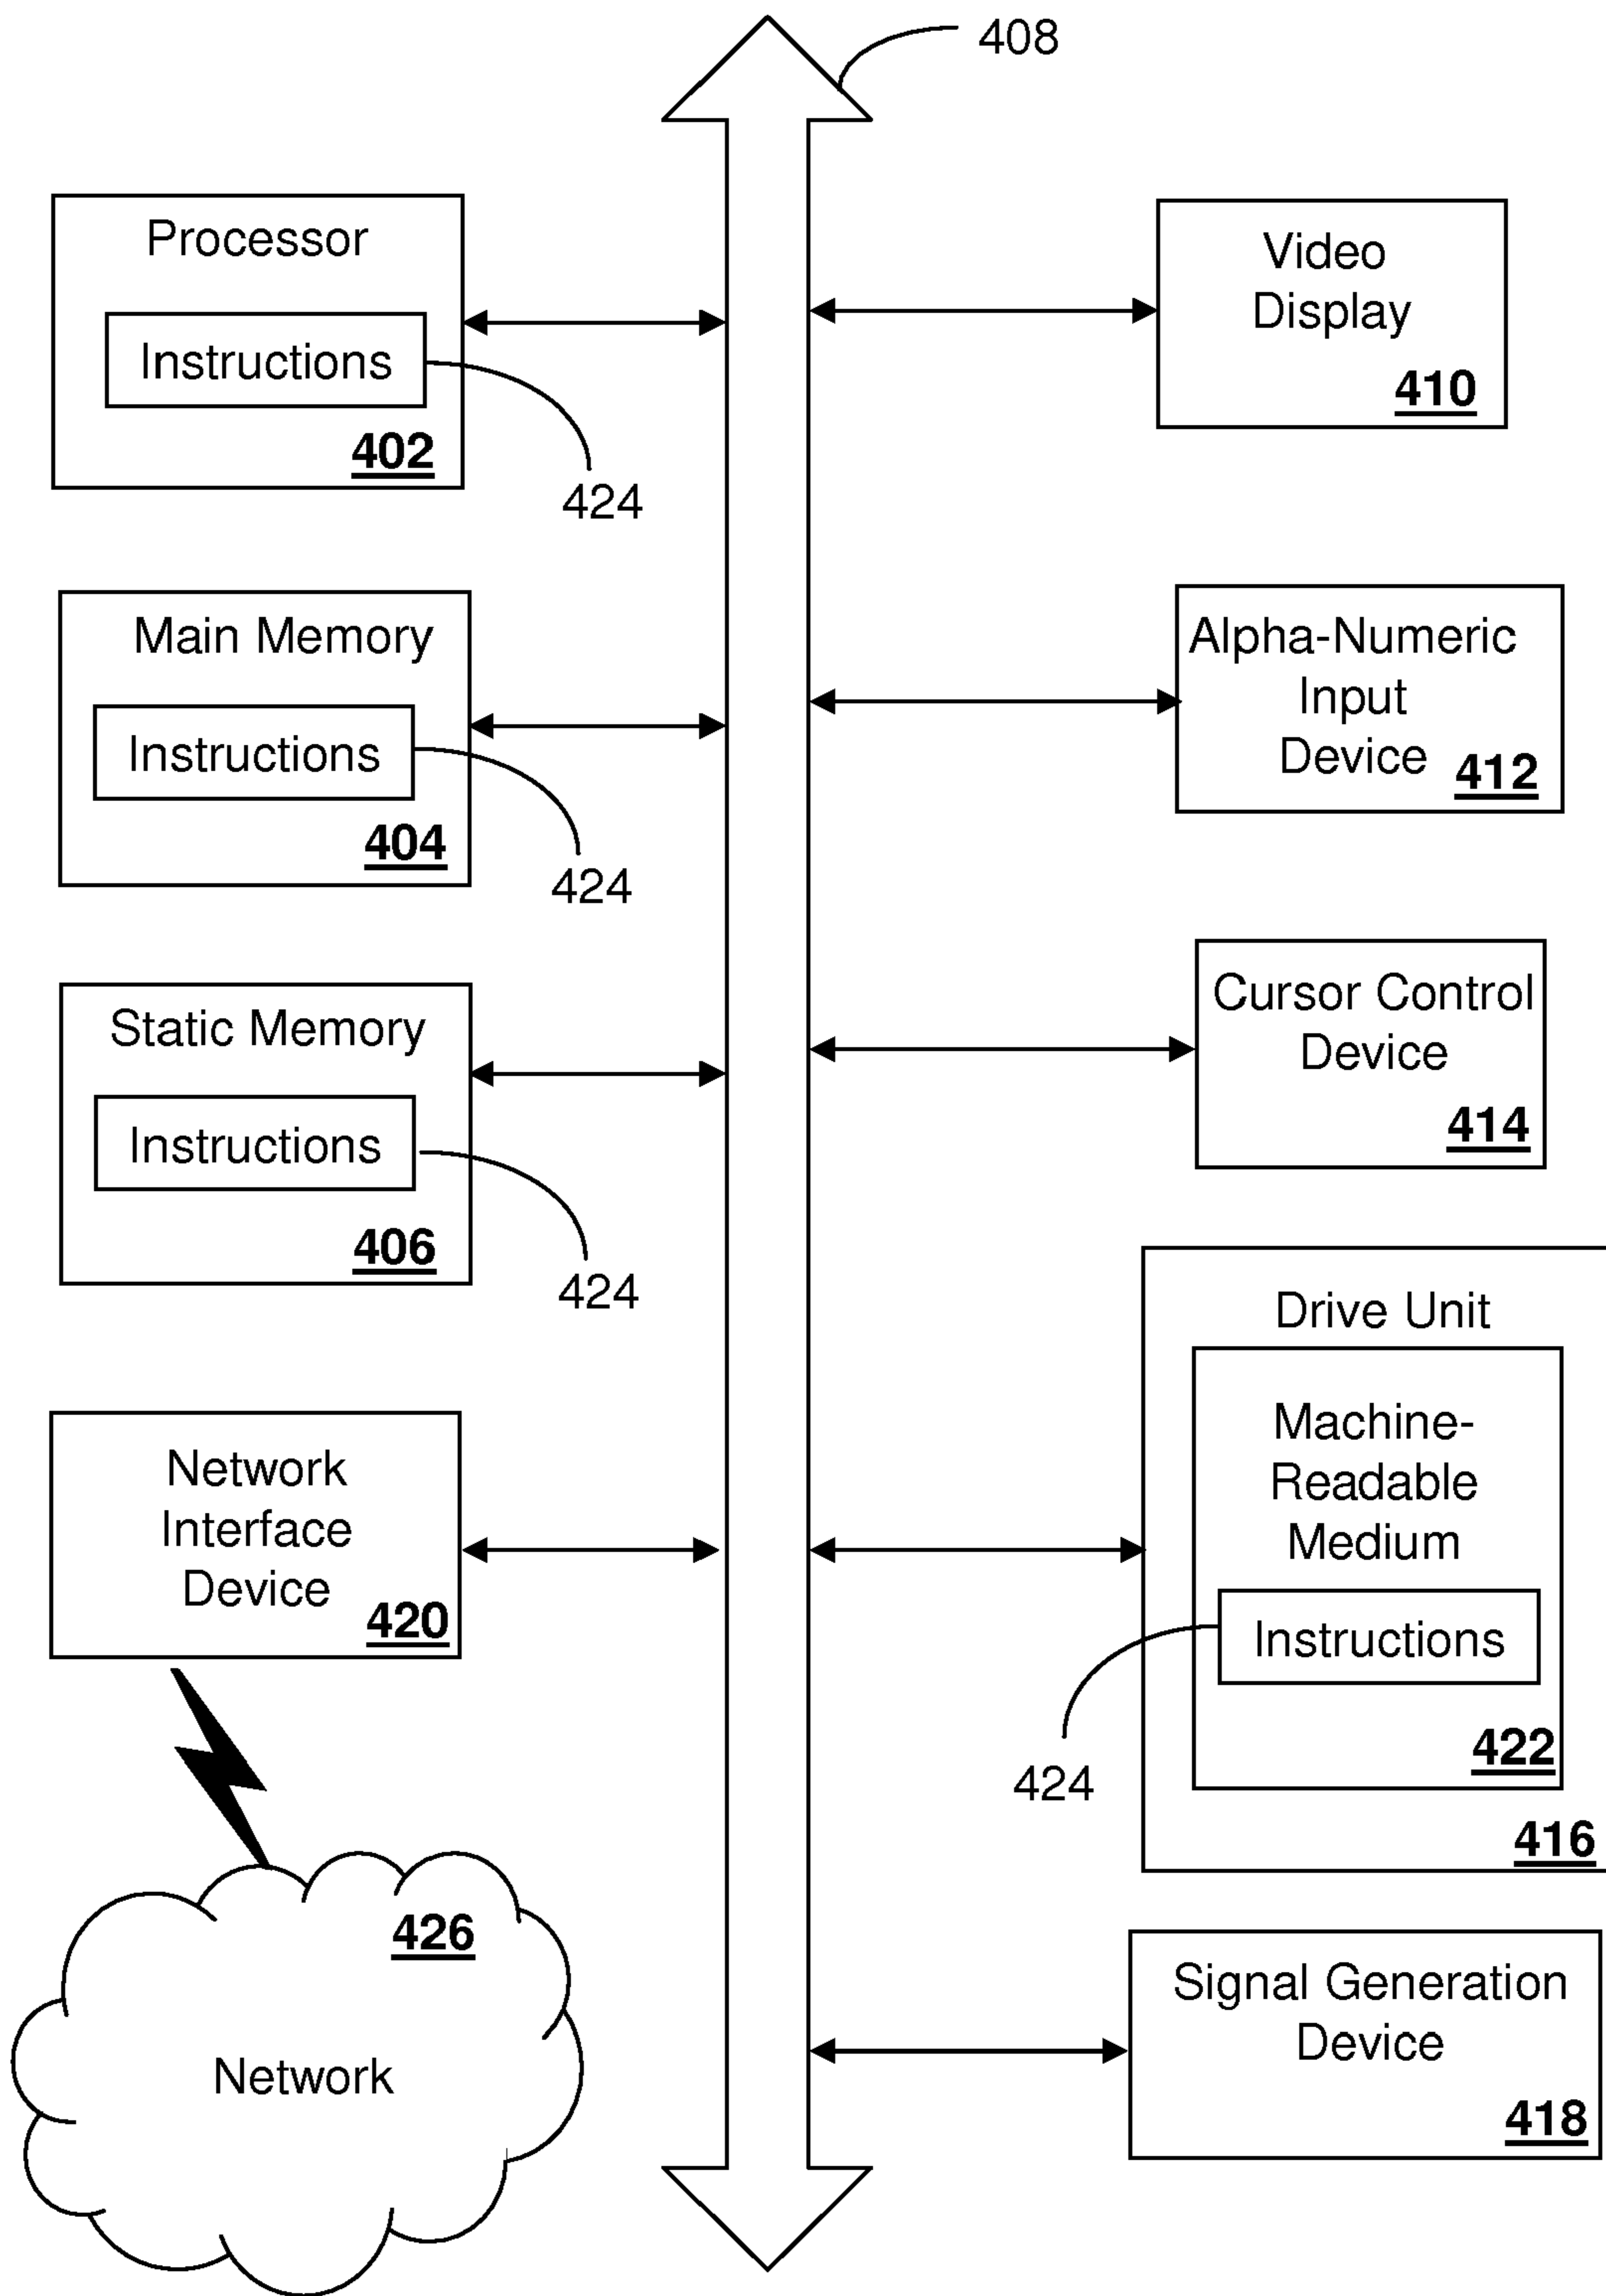 408
Processor
Instructions
402
424
Main Memory
Instructions
404
424
Static Memory
Instructions
406
424
Network
Interface
Device
420
426
Network
Video
Display
410
Alpha-Numeric
Input
Device
412
Cursor Control
Device
414
Drive Unit
Machine-
Readable
Medium
Instructions
422
424
416
Signal Generation
Device
418